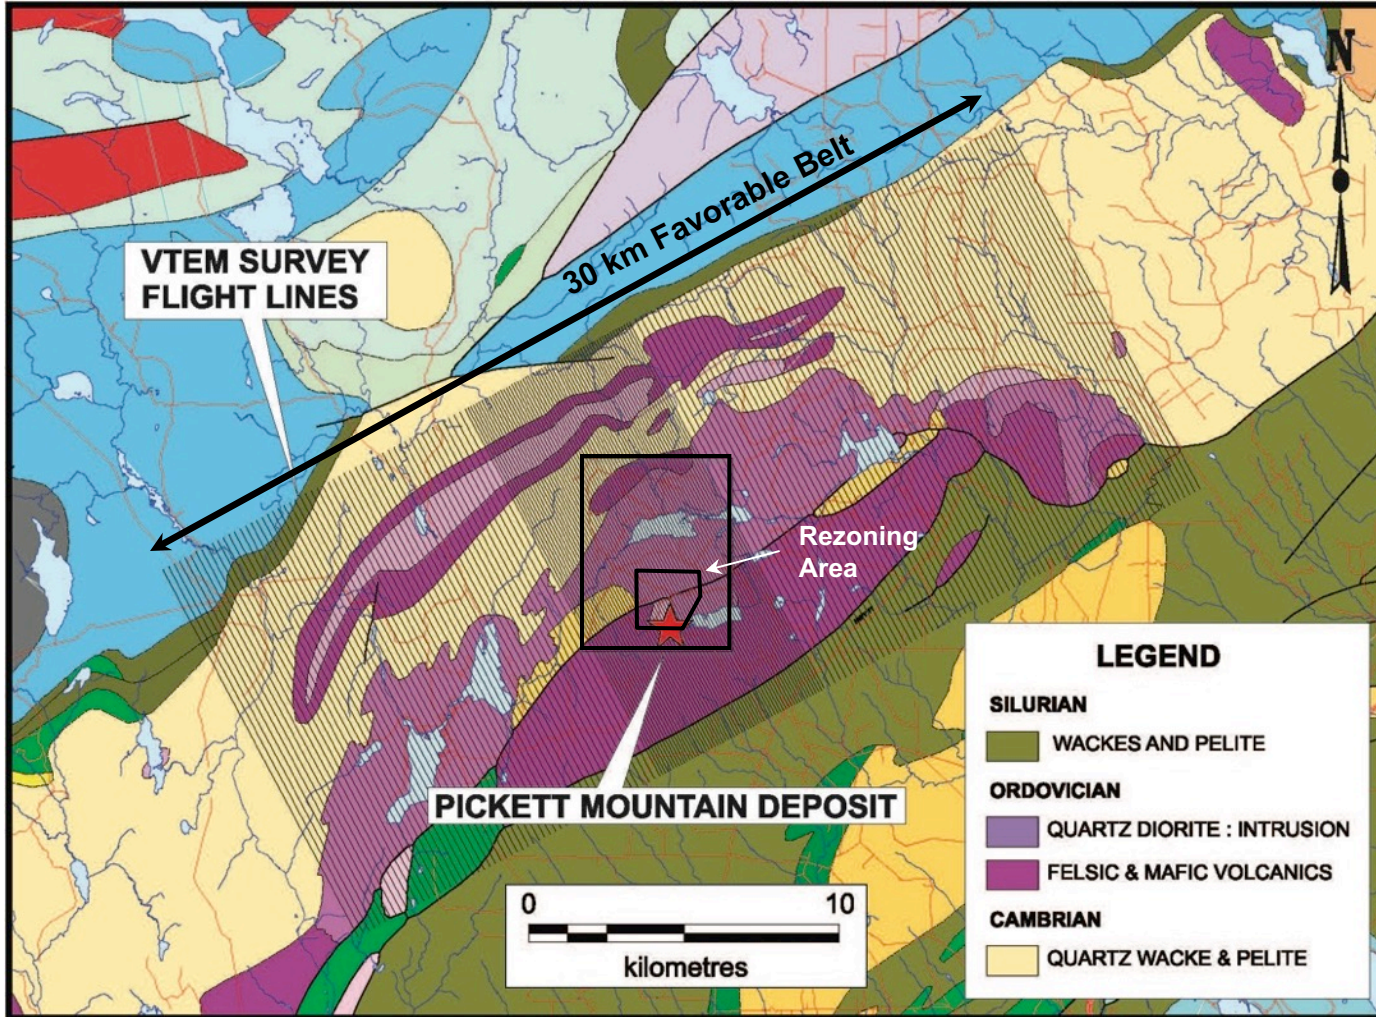 N
30 km Favorable Belt
VTEM SURVEY
FLIGHT LINES
Rezoning
Area
PICKETT MOUNTAIN DEPOSIT
0 10
kilometres
LEGEND
SILURIAN
WACKES AND PELITE
ORDOVICIAN
QUARTZ DIORITE : INTRUSION
FELSIC & MAFIC VOLCANICS
CAMBRIAN
QUARTZ WACKE & PELITE